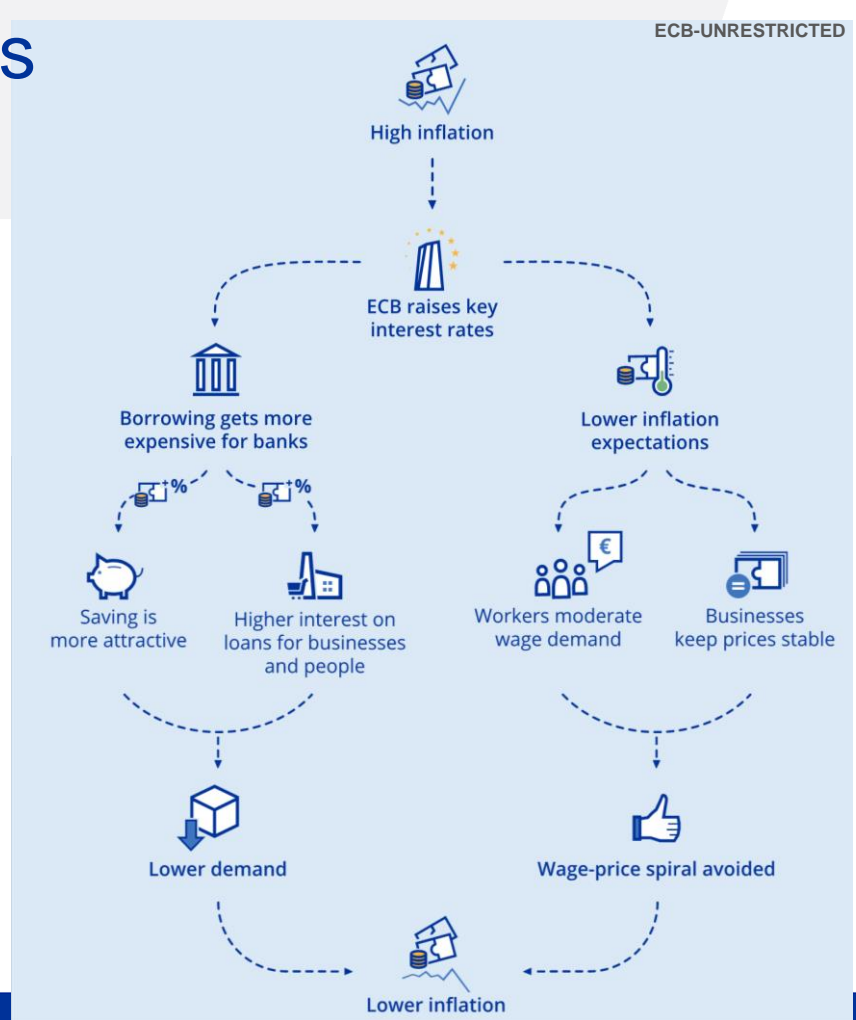 ECB-UNRESTRICTED
s
High inflation
ECB raises key
interest rates
Borrowing gets more
expensive for banks
Lower inflation
expectations
+%
+%
€
Saving is
more attractive
Higher interest on
loans for businesses
and people
Workers moderate
wage demand
=
Businesses
keep prices stable
Lower demand
Wage-price spiral avoided
Lower inflation